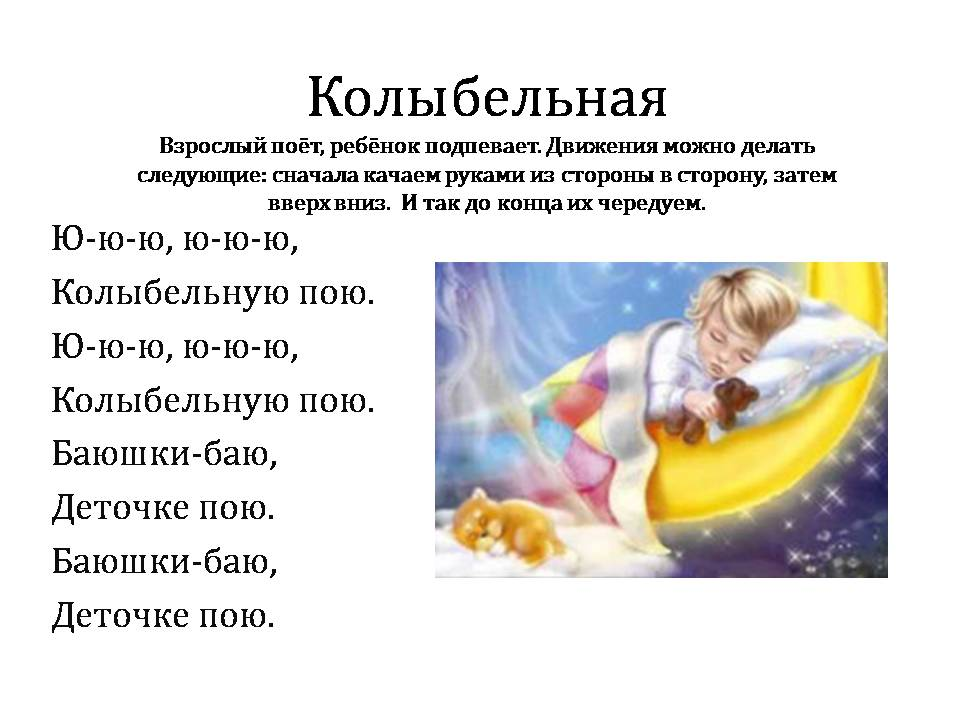 Колыбельная
Взрослый поёт, ребёнок подпевает. Движения можно делать
следующие: сначала качаем руками из стороны в сторону, затем
вверх вниз. И так до конца их чередуем.
Ю-ю-ю, ю-ю-ю,
Колыбельную пою.
Ю-ю-ю, ю-ю-ю,
Колыбельную пою.
Баюшки-баю,
Деточке пою.
Баюшки-баю,
Деточке пою.